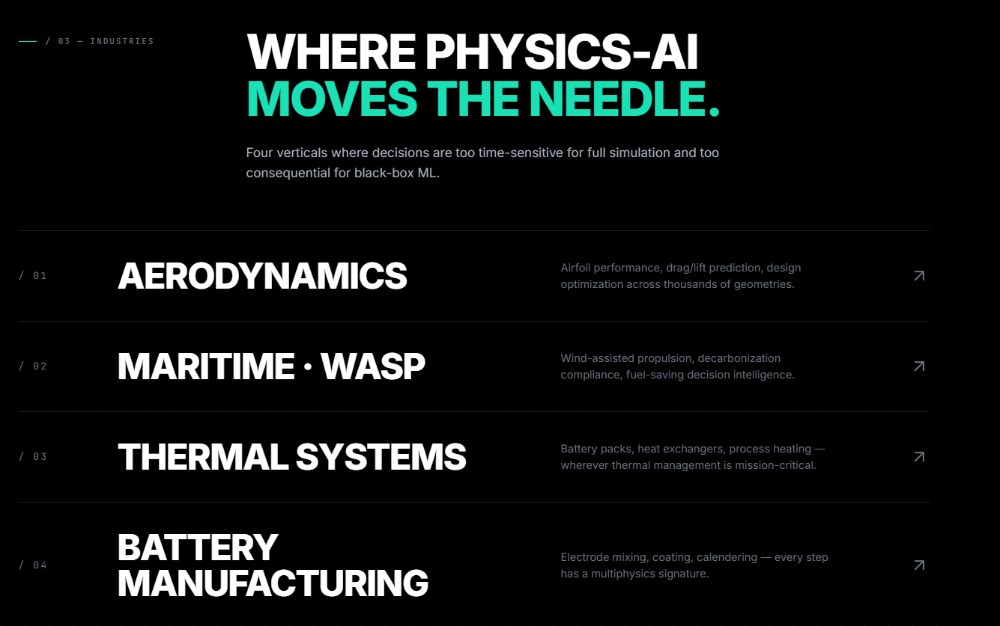 / 03 — INDUSTRIES
WHERE PHYSICS-AI
MOVES THE NEEDLE.
Four verticals where decisions are too time-sensitive for full simulation and too
consequential for black-box ML.
/ 01
AERODYNAMICS
Airfoil performance, drag/lift prediction, design
optimization across thousands of geometries.
/ 02
MARITIME · WASP
Wind-assisted propulsion, decarbonization
compliance, fuel-saving decision intelligence.
/ 03
THERMAL SYSTEMS
Battery packs, heat exchangers, process heating —
wherever thermal management is mission-critical.
/ 04
BATTERY
MANUFACTURING
Electrode mixing, coating, calendering — every step
has a multiphysics signature.